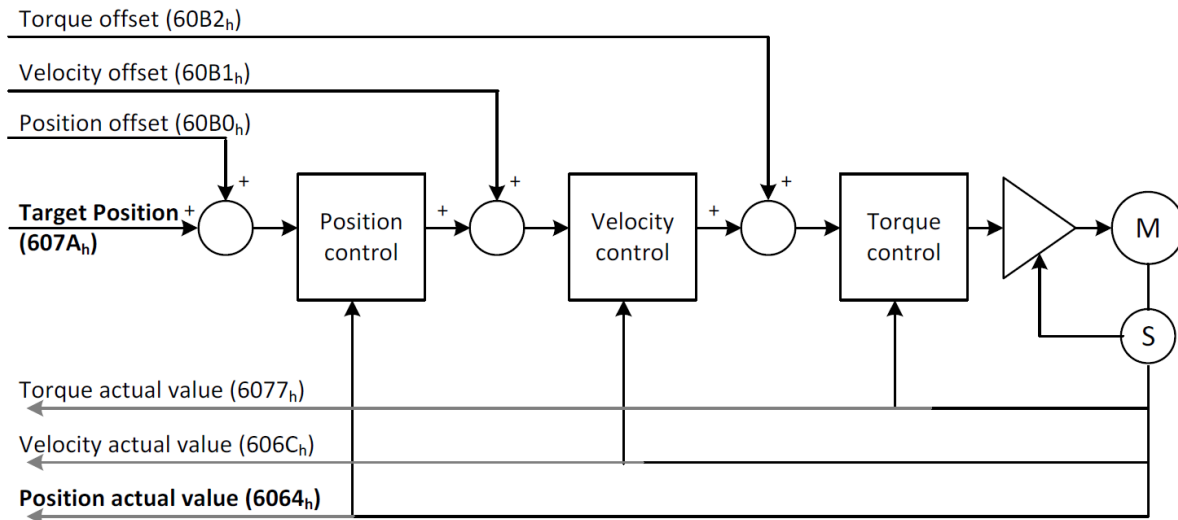 Torque offset (60B2h)
Velocity offset (60B1h)
Position offset (60B0h)
+
+
+
Target Position +
(607Ah)
Position
control
+
Velocity
control
+
Torque
control
M
S
Torque actual value (6077h)
Velocity actual value (606Ch)
Position actual value (6064h)